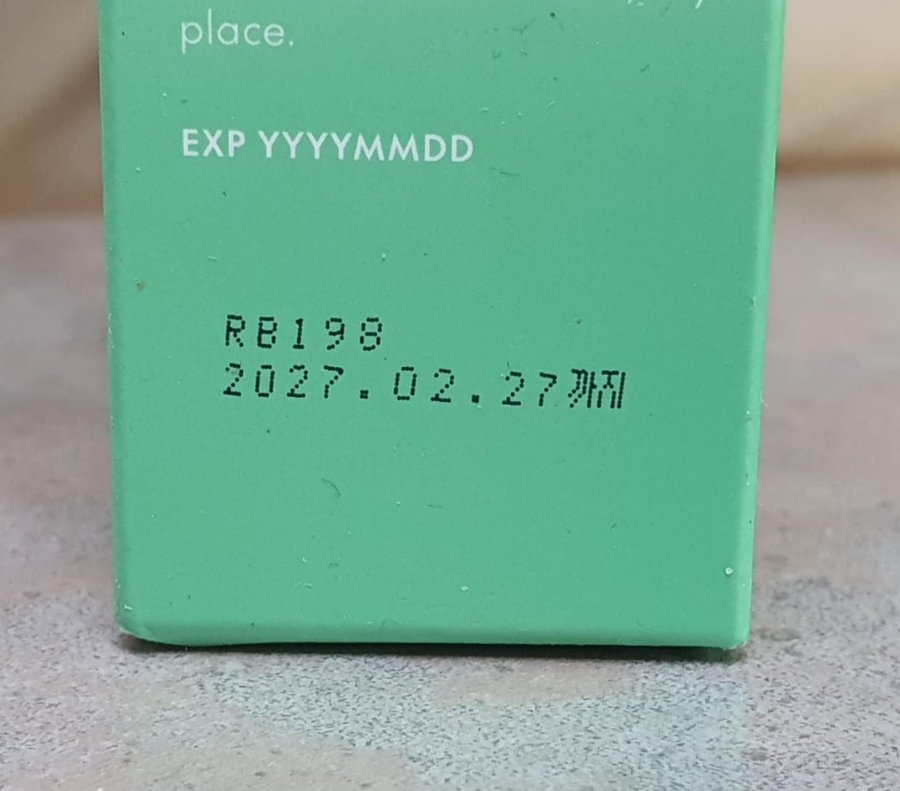 place.
EXP YYYYMMDD
RB198
2027.02.27까지